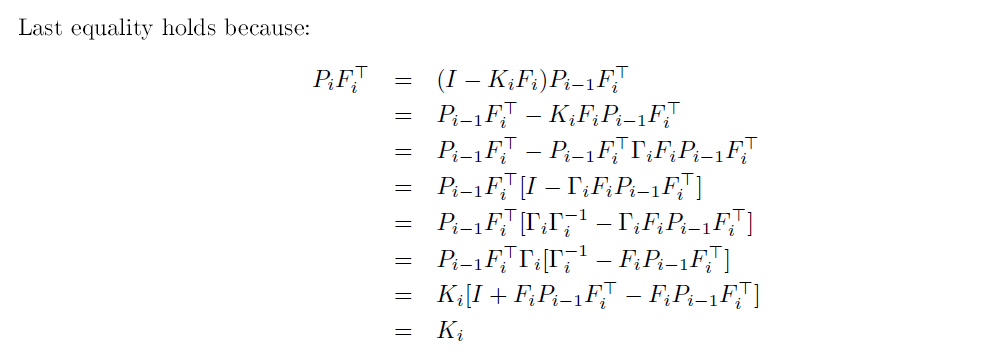 Last equality holds because:
P_i F_i^⊤ = (I − K_i F_i)P_{i−1}F_i^⊤
= P_{i−1}F_i^⊤ − K_i F_i P_{i−1}F_i^⊤
= P_{i−1}F_i^⊤ − P_{i−1}F_i^⊤ Γ_i F_i P_{i−1}F_i^⊤
= P_{i−1}F_i^⊤[I − Γ_i F_i P_{i−1}F_i^⊤]
= P_{i−1}F_i^⊤[Γ_i Γ_i^{−1} − Γ_i F_i P_{i−1}F_i^⊤]
= P_{i−1}F_i^⊤ Γ_i[Γ_i^{−1} − F_i P_{i−1}F_i^⊤]
= K_i[I + F_i P_{i−1}F_i^⊤ − F_i P_{i−1}F_i^⊤]
= K_i